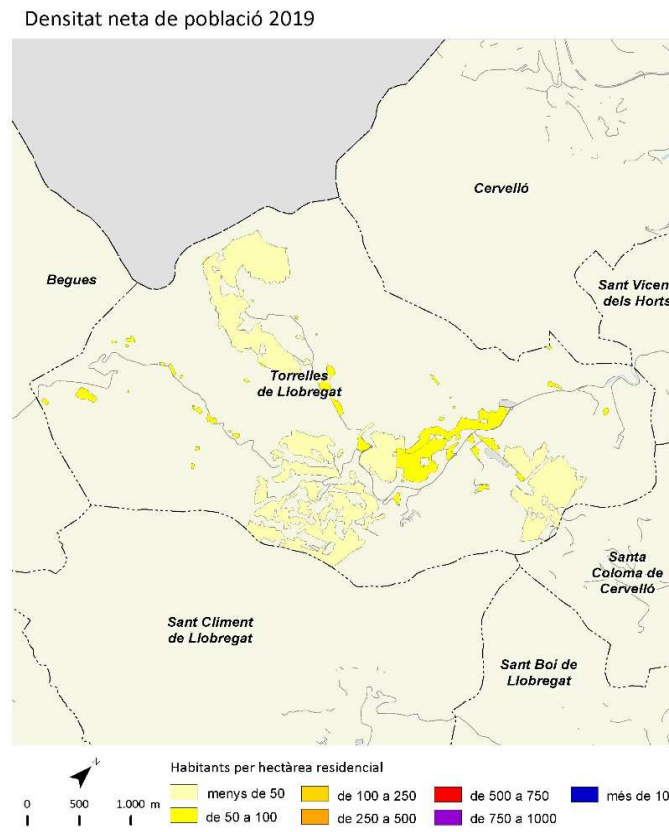 Densitat neta de població 2019
Cervelló
Begues
Sant Vicen
dels Horts
Torrelles
de Llobregat
Santa
Coloma de
Cervelló
Sant Climent
de Llobregat
Sant Boi de
Llobregat
N
Habitants per hectàrea residencial
menys de 50
de 100 a 250
de 500 a 750
més de 10
0 500 1.000 m
de 50 a 100
de 250 a 500
de 750 a 1000